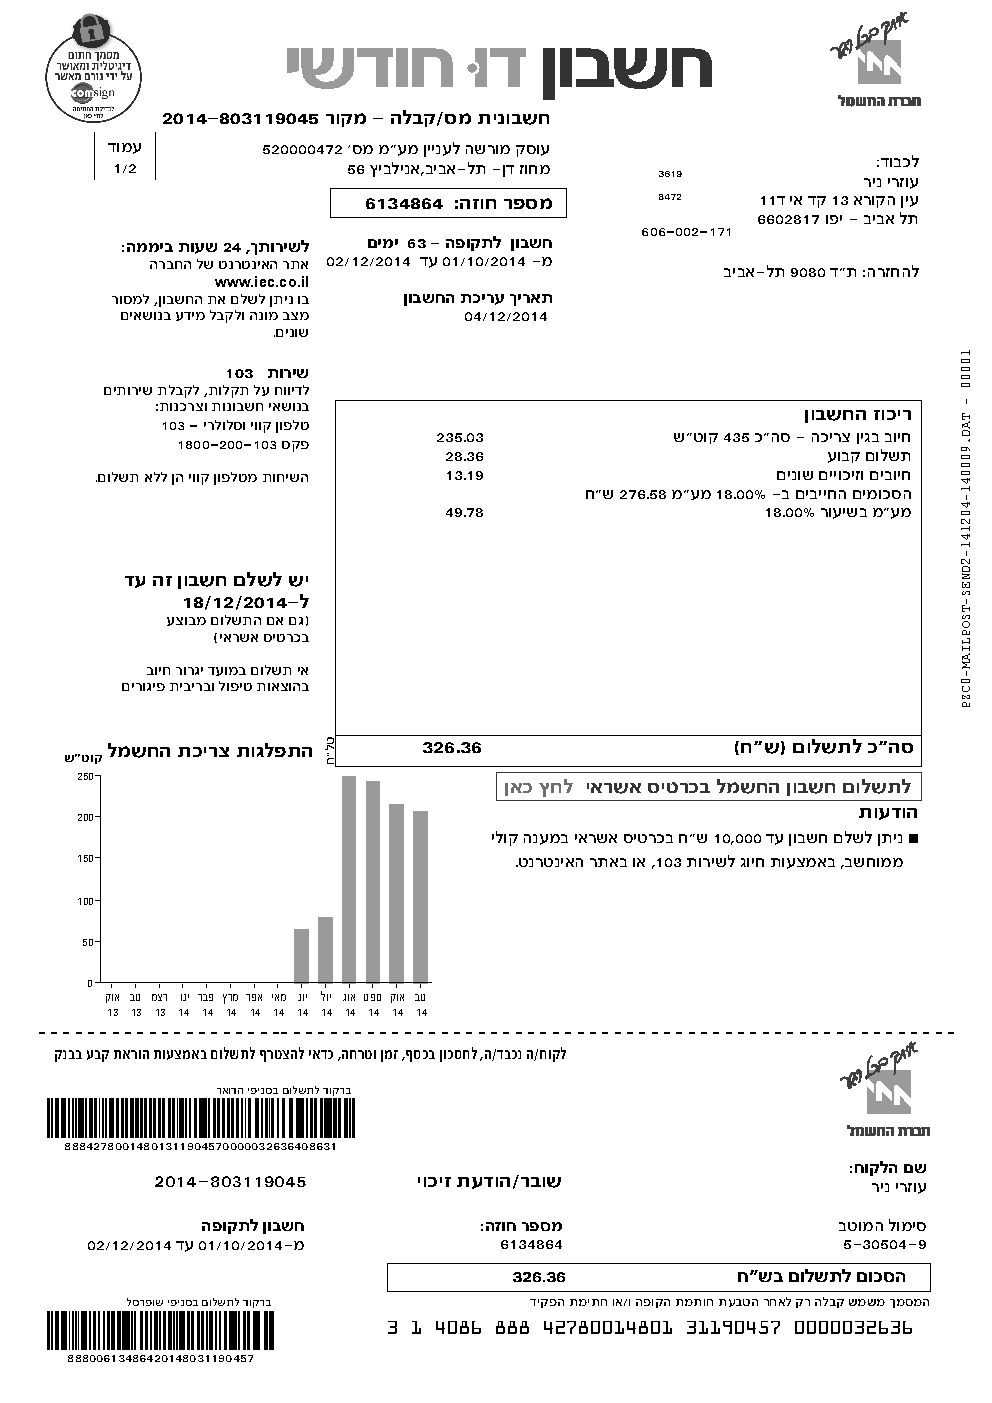 אותך בכל רגע
חברת החשמל
חשבון דו-חודשי
מסמך חתום
דיגיטלית ומאושר
על ידי גורם מאשר
comsign
לבדיקת החתימה
לחץ כאן
חשבונית מס/קבלה – מקור 2014-803119045
עוסק מורשה לעניין מע״מ מס׳ 520000472
מחוז דן- תל-אביב,אנילביץ 56
עמוד
1/2
מספר חוזה: 6134864
לכבוד:
עוזרי ניר
עין הקורא 13 קד אי ד11
תל אביב - יפו 6602817
3619
8472
606-002-171
להחזרה: ת״ד 9080 תל-אביב
חשבון לתקופה – 63 ימים
מ- 01/10/2014 עד 02/12/2014
תאריך עריכת החשבון
04/12/2014
לשירותך, 24 שעות ביממה:
אתר האינטרנט של החברה
www.iec.co.il
בו ניתן לשלם את החשבון, למסור
מצב מונה ולקבל מידע בנושאים
שונים.
שירות 103
לדיווח על תקלות, לקבלת שירותים
בנושאי חשבונות וצרכנות:
טלפון קווי וסלולרי - 103
פקס 1800-200-103
השיחות מטלפון קווי הן ללא תשלום.
יש לשלם חשבון זה עד
ל-18/12/2014
(גם אם התשלום מבוצע
בכרטיס אשראי)
אי תשלום במועד יגרור חיוב
בהוצאות טיפול ובריבית פיגורים
ריכוז החשבון
חיוב בגין צריכה - סה״כ 435 קוט״ש 235.03
תשלום קבוע 28.36
חיובים וזיכויים שונים 13.19
הסכומים החייבים ב- 18.00% מע״מ 276.58 ש״ח
מע״מ בשיעור 18.00% 49.78
סה״כ לתשלום (ש״ח) 326.36
טל״ח
PSCD-MAILPOST-SEND2-141204-140009.DAT - 00001
לתשלום חשבון החשמל בכרטיס אשראי לחץ כאן
הודעות
■ ניתן לשלם חשבון עד 10,000 ש״ח בכרטיס אשראי במענה קולי
ממוחשב, באמצעות חיוג לשירות 103, או באתר האינטרנט.
התפלגות צריכת החשמל
קוט״ש
250
200
150
100
50
0
אוק נוב דצמ ינו פבר מרץ אפר מאי יונ יול אוג ספט אוק נוב
13 13 13 14 14 14 14 14 14 14 14 14 14 14
לקוח/ה נכבד/ה, לחסכון בכסף, זמן וטרחה, כדאי להצטרף לתשלום באמצעות הוראת קבע בבנק
אותך בכל רגע
חברת החשמל
ברקוד לתשלום בסניפי הדואר
88842780014801311904570000032636408631
שם הלקוח:
עוזרי ניר
שובר/הודעת זיכוי
2014-803119045
סימול המוטב
5-30504-9
מספר חוזה:
6134864
חשבון לתקופה
מ-01/10/2014 עד 02/12/2014
הסכום לתשלום בש״ח 326.36
המסמך משמש קבלה רק לאחר הטבעת חותמת הקופה ו/או חתימת הפקיד
ברקוד לתשלום בסניפי שופרסל
88800613486420148031190457
3 1 4086 888 42780014801 31190457 0000032636